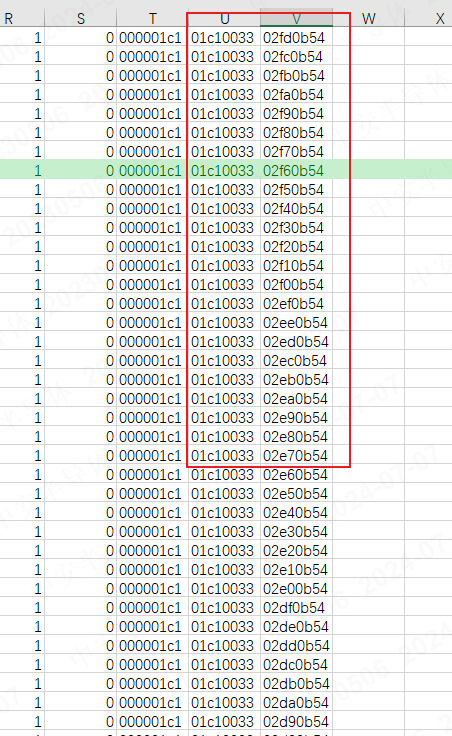 R S T U V W X
1 0 000001c1 01c10033 02fd0b54
1 0 000001c1 01c10033 02fc0b54
1 0 000001c1 01c10033 02fb0b54
1 0 000001c1 01c10033 02fa0b54
1 0 000001c1 01c10033 02f90b54
1 0 000001c1 01c10033 02f80b54
1 0 000001c1 01c10033 02f70b54
1 0 000001c1 01c10033 02f60b54
1 0 000001c1 01c10033 02f50b54
1 0 000001c1 01c10033 02f40b54
1 0 000001c1 01c10033 02f30b54
1 0 000001c1 01c10033 02f20b54
1 0 000001c1 01c10033 02f10b54
1 0 000001c1 01c10033 02f00b54
1 0 000001c1 01c10033 02ef0b54
1 0 000001c1 01c10033 02ee0b54
1 0 000001c1 01c10033 02ed0b54
1 0 000001c1 01c10033 02ec0b54
1 0 000001c1 01c10033 02eb0b54
1 0 000001c1 01c10033 02ea0b54
1 0 000001c1 01c10033 02e90b54
1 0 000001c1 01c10033 02e80b54
1 0 000001c1 01c10033 02e70b54
1 0 000001c1 01c10033 02e60b54
1 0 000001c1 01c10033 02e50b54
1 0 000001c1 01c10033 02e40b54
1 0 000001c1 01c10033 02e30b54
1 0 000001c1 01c10033 02e20b54
1 0 000001c1 01c10033 02e10b54
1 0 000001c1 01c10033 02e00b54
1 0 000001c1 01c10033 02df0b54
1 0 000001c1 01c10033 02de0b54
1 0 000001c1 01c10033 02dd0b54
1 0 000001c1 01c10033 02dc0b54
1 0 000001c1 01c10033 02db0b54
1 0 000001c1 01c10033 02da0b54
1 0 000001c1 01c10033 02d90b54